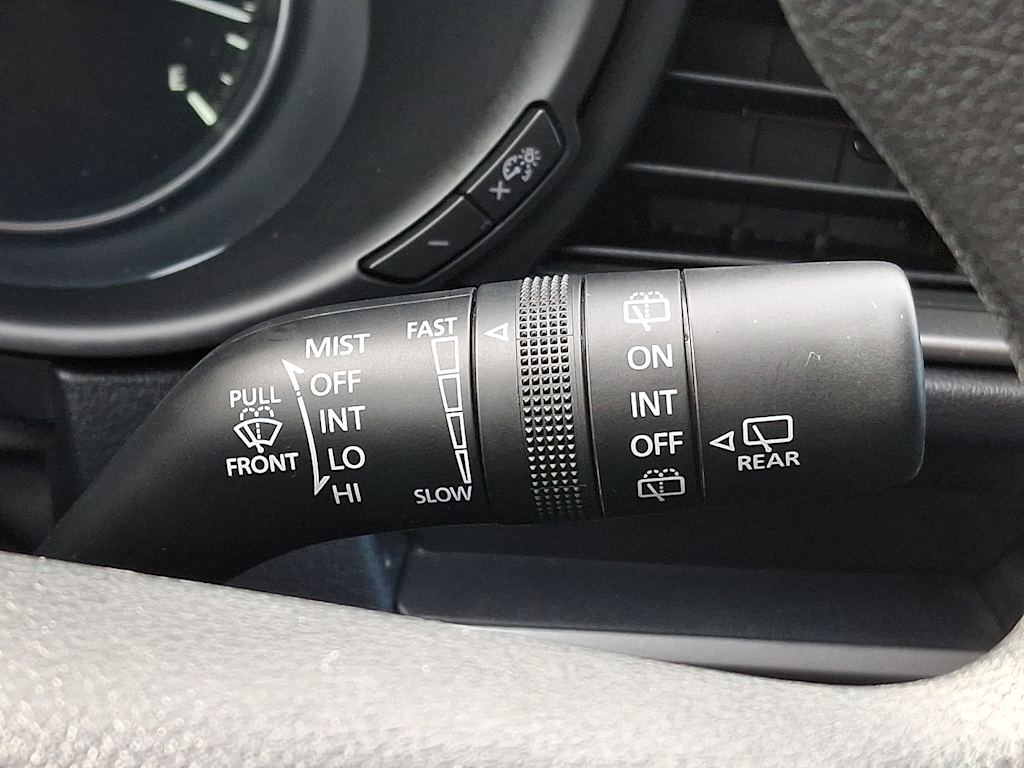 E
+
-
MIST
OFF
INT
LO
HI
PULL
FRONT
FAST
SLOW
ON
INT
OFF
REAR